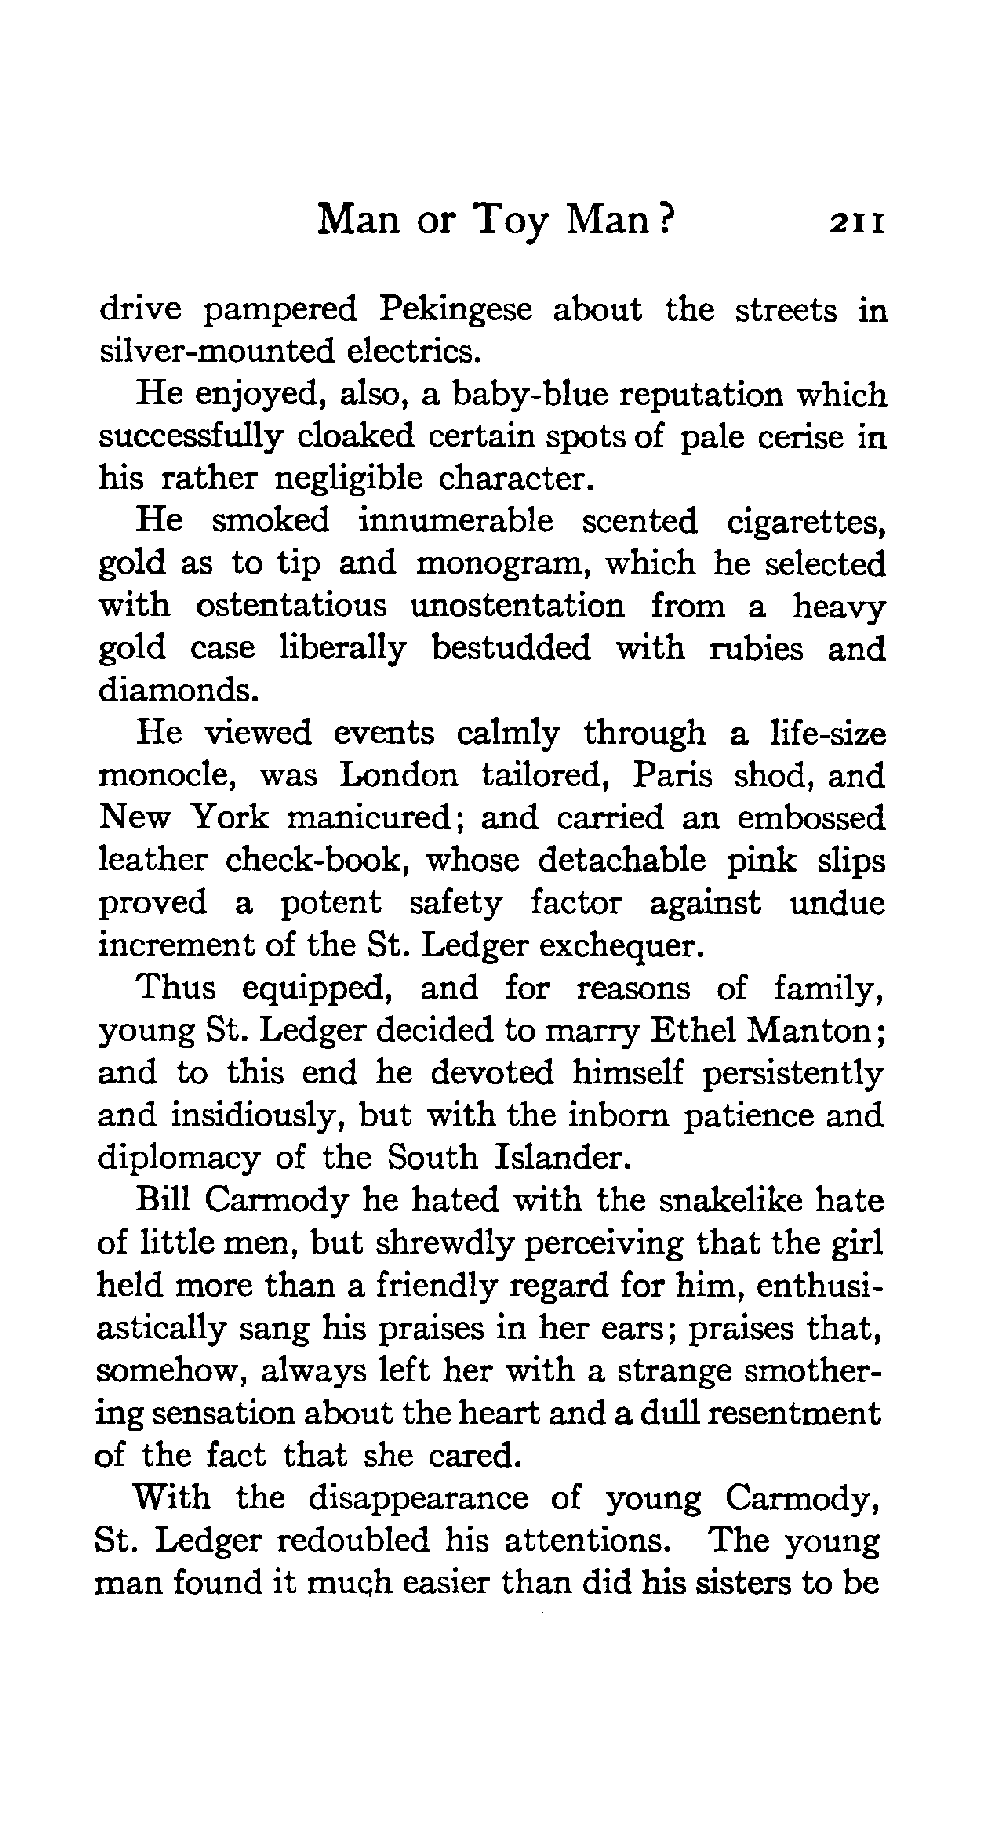 Man or Toy Man? 211
drive pampered Pekingese about the streets in
silver-mounted electrics.
He enjoyed, also, a baby-blue reputation which
successfully cloaked certain spots of pale cerise in
his rather negligible character.
He smoked innumerable scented cigarettes,
gold as to tip and monogram, which he selected
with ostentatious unostentation from a heavy
gold case liberally bestudded with rubies and
diamonds.
He viewed events calmly through a life-size
monocle, was London tailored, Paris shod, and
New York manicured; and carried an embossed
leather check-book, whose detachable pink slips
proved a potent safety factor against undue
increment of the St. Ledger exchequer.
Thus equipped, and for reasons of family,
young St. Ledger decided to marry Ethel Manton;
and to this end he devoted himself persistently
and insidiously, but with the inborn patience and
diplomacy of the South Islander.
Bill Carmody he hated with the snakelike hate
of little men, but shrewdly perceiving that the girl
held more than a friendly regard for him, enthusi-
astically sang his praises in her ears; praises that,
somehow, always left her with a strange smother-
ing sensation about the heart and a dull resentment
of the fact that she cared.
With the disappearance of young Carmody,
St. Ledger redoubled his attentions. The young
man found it much easier than did his sisters to be